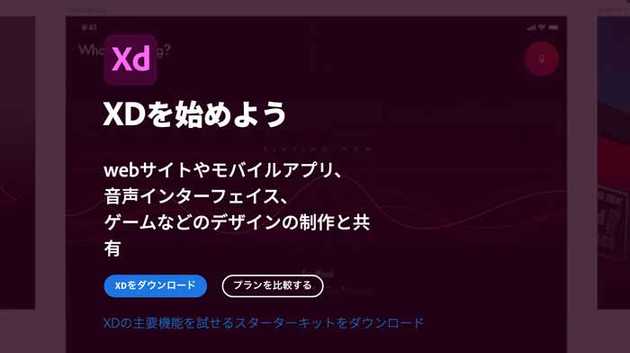 9:41
Xd
XDを始めよう
webサイトやモバイルアプリ、
音声インターフェイス、
ゲームなどのデザインの制作と共
有
XDをダウンロード
プランを比較する
XDの主要機能を試せるスターターキットをダウンロード